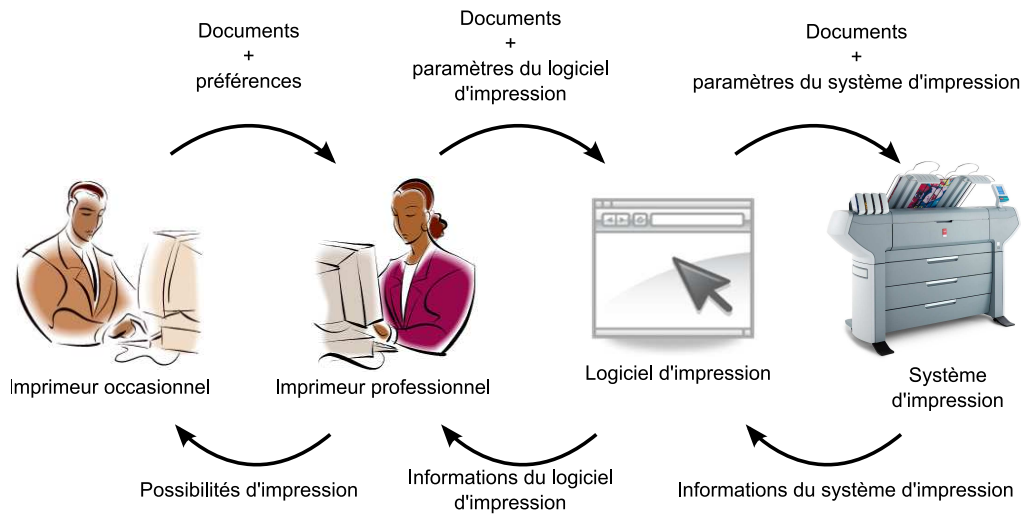 Documents
+
préférences
Documents
+
paramètres du logiciel
d'impression
Documents
+
paramètres du système d'impression
Imprimeur occasionnel
Imprimeur professionnel
Logiciel d'impression
Système
d'impression
Possibilités d'impression
Informations du logiciel
d'impression
Informations du système d'impression